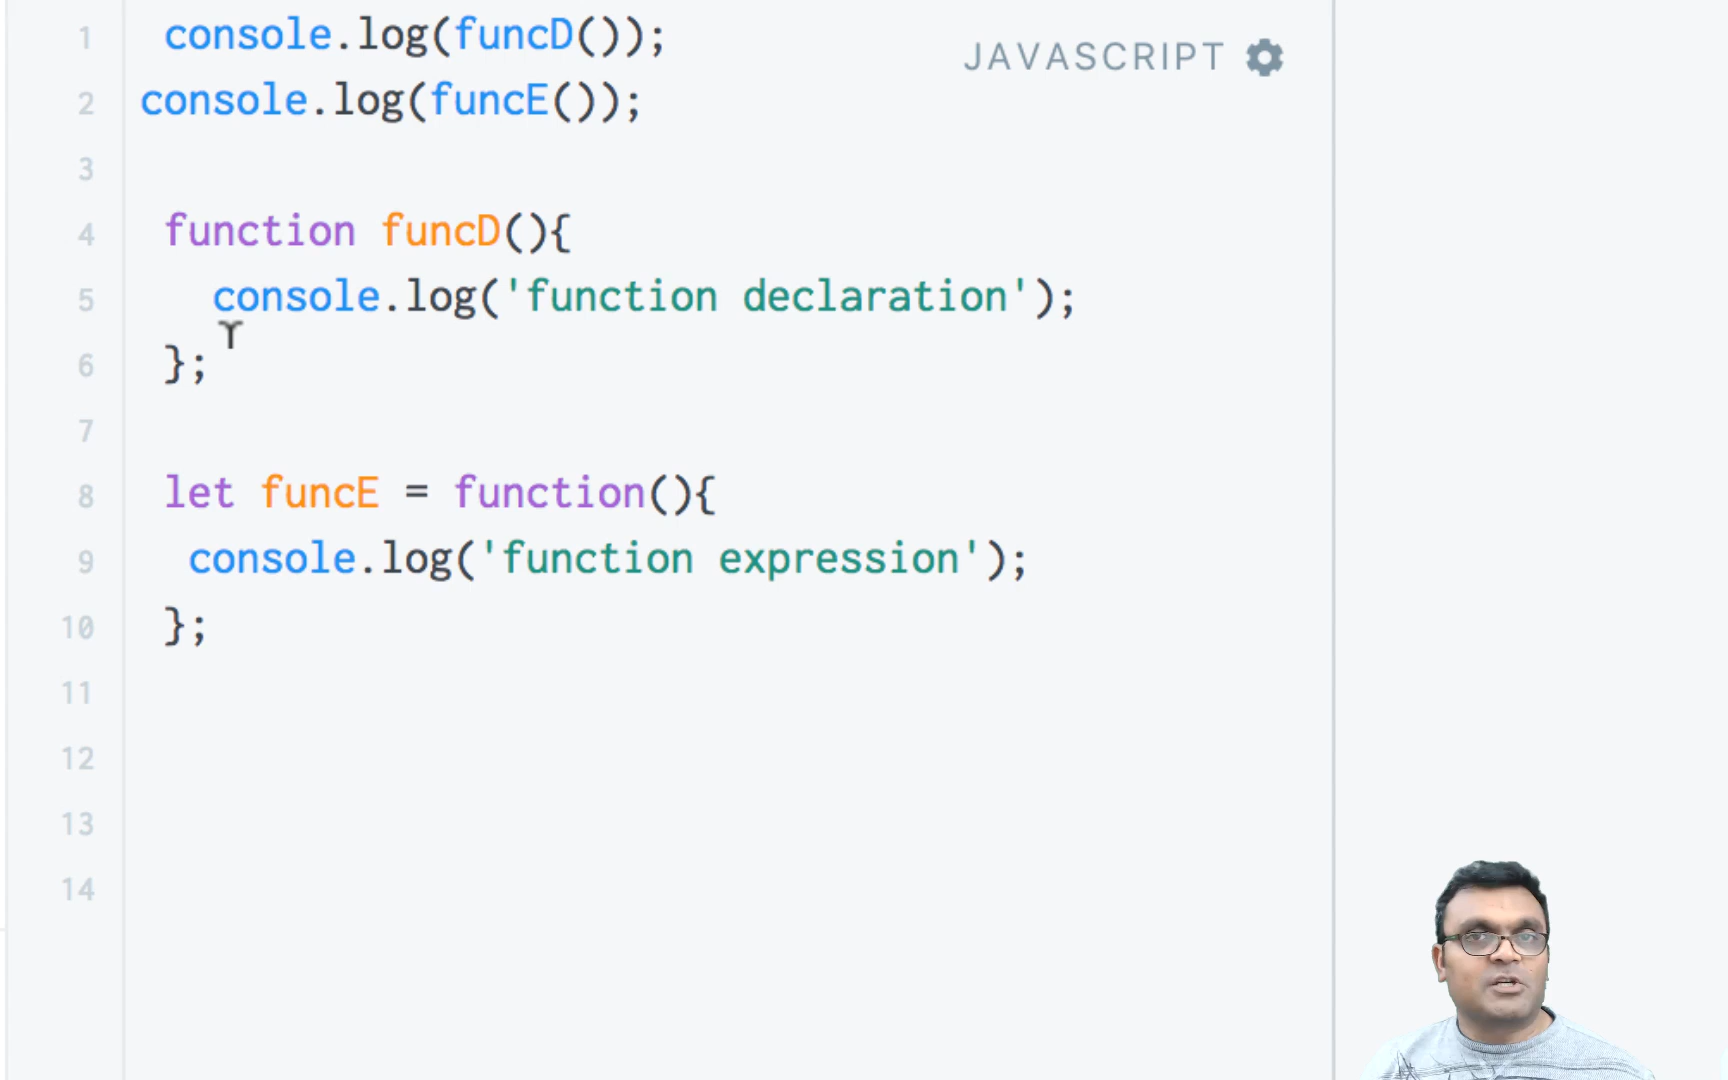 1 console.log(funcD());
JAVASCRIPT
2 console.log(funcE());
3
4 function funcD(){
5 console.log('function declaration');
6 };
7
8 let funcE = function(){
9 console.log('function expression');
10 };
11
12
13
14